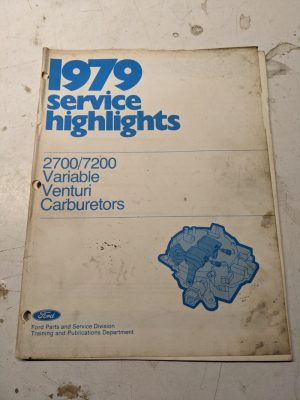 1979
service
highlights
2700/7200
Variable
Venturi
Carburetors
Ford
Ford Parts and Service Division
Training and Publications Department